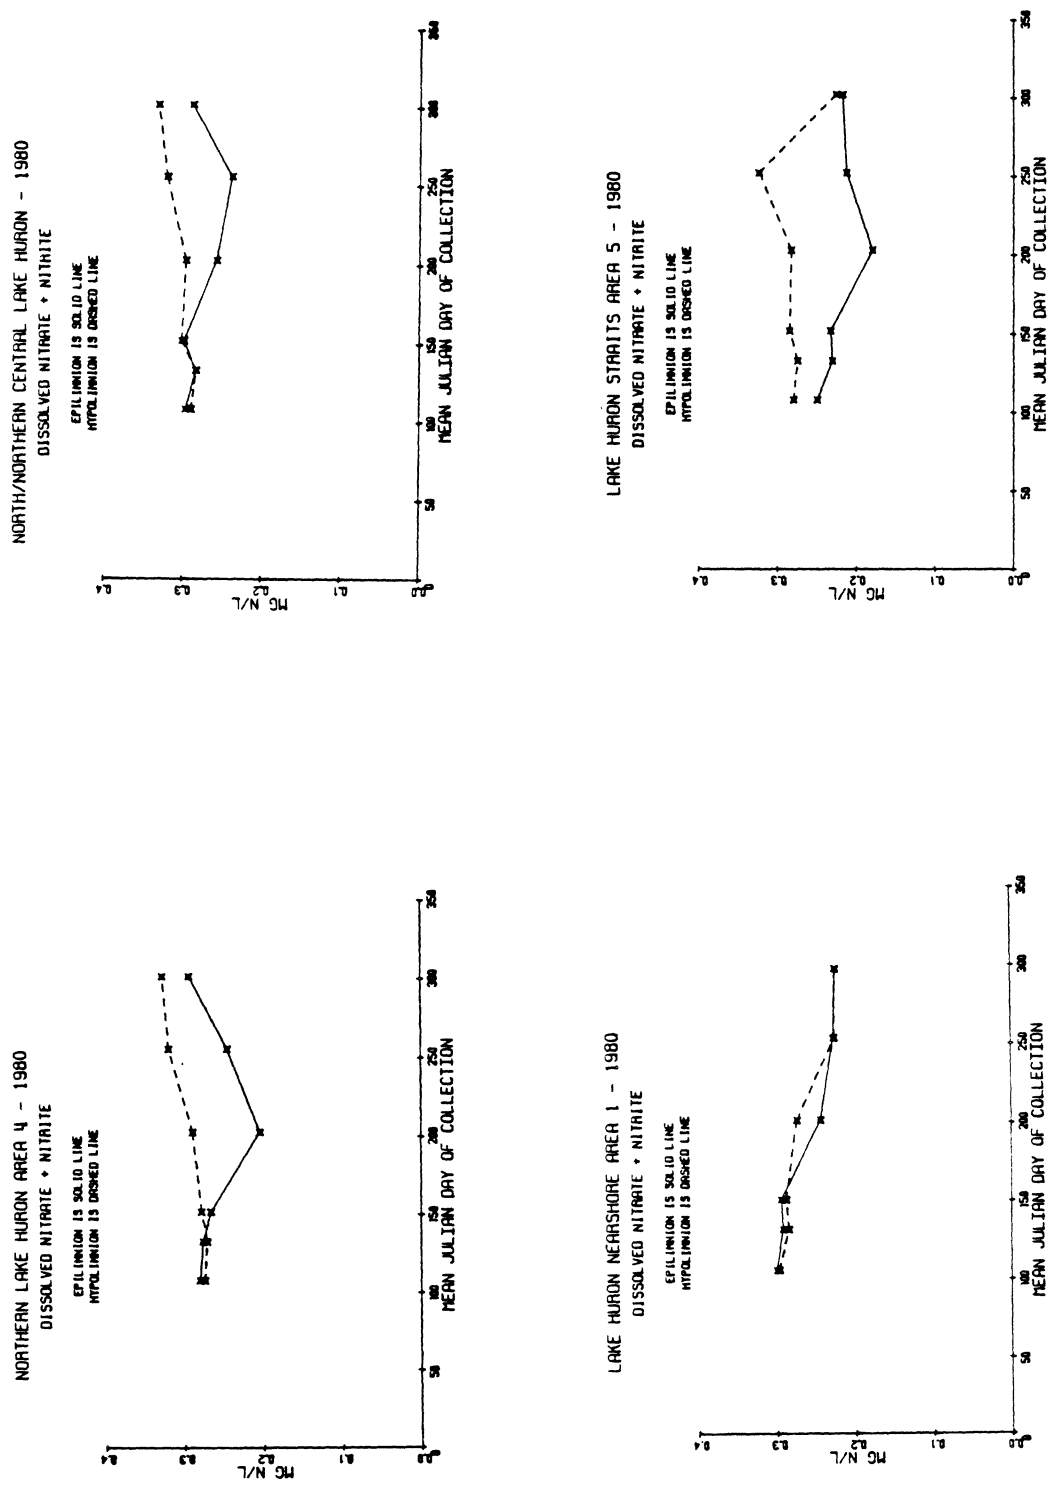 NORTHERN LAKE HURON AREA 4 - 1980
DISSOLVED NITRATE + NITRITE
EPILIMNION IS SOLID LINE
HYPOLIMNION IS DASHED LINE
0.4
0.3
0.2
0.1
0.0
MG N/L
0
50
100
150
200
250
300
350
MEAN JULIAN DAY OF COLLECTION
NORTH/NORTHERN CENTRAL LAKE HURON - 1980
DISSOLVED NITRATE + NITRITE
EPILIMNION IS SOLID LINE
HYPOLIMNION IS DASHED LINE
0.4
0.3
0.2
0.1
0.0
MG N/L
0
50
100
150
200
250
300
350
MEAN JULIAN DAY OF COLLECTION
LAKE HURON NEARSHORE AREA 1 - 1980
DISSOLVED NITRATE + NITRITE
EPILIMNION IS SOLID LINE
HYPOLIMNION IS DASHED LINE
0.4
0.3
0.2
0.1
0.0
MG N/L
0
50
100
150
200
250
300
350
MEAN JULIAN DAY OF COLLECTION
LAKE HURON STRAITS AREA 5 - 1980
DISSOLVED NITRATE + NITRITE
EPILIMNION IS SOLID LINE
HYPOLIMNION IS DASHED LINE
0.4
0.3
0.2
0.1
0.0
MG N/L
0
50
100
150
200
250
300
350
MEAN JULIAN DAY OF COLLECTION